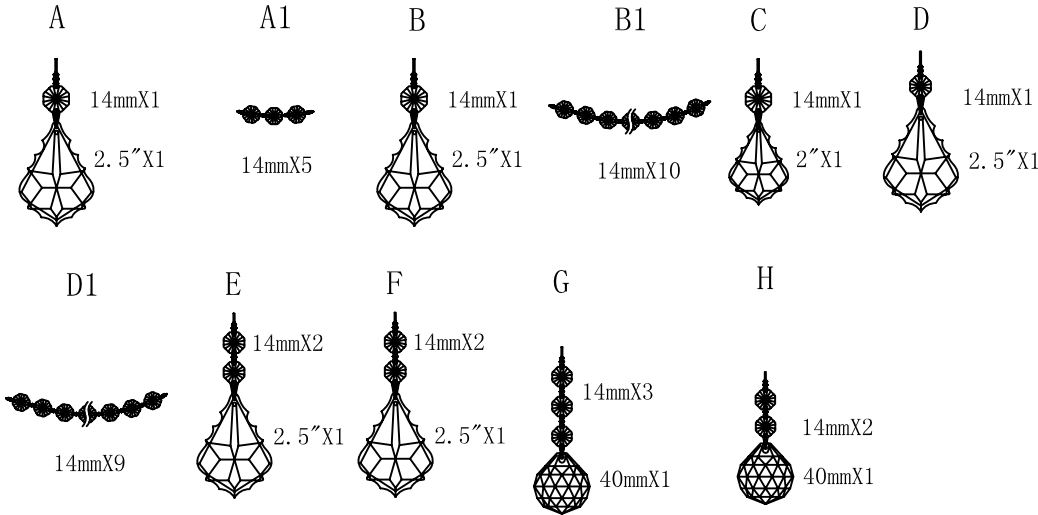 A A1 B B1 C D
14mmX1 14mmX1 14mmX1 14mmX1
2.5"X1 14mmX5 2.5"X1 14mmX10 2"X1 2.5"X1
D1 E F G H
14mmX2 14mmX2
14mmX3
14mmX9 2.5"X1 2.5"X1 14mmX2
40mmX1 40mmX1